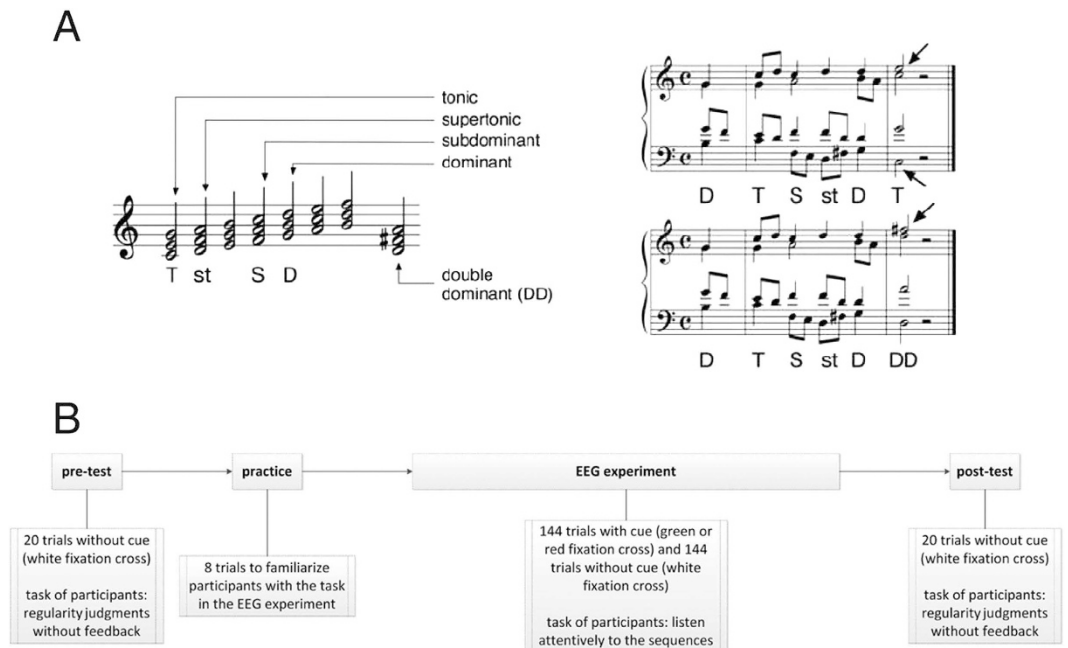 A
tonic
supertonic
subdominant
dominant
T st S D
double
dominant (DD)
D T S st D T
D T S st D DD
B
pre-test
practice
EEG experiment
post-test
20 trials without cue
(white fixation cross)
task of participants:
regularity judgments
without feedback
8 trials to familiarize
participants with the task
in the EEG experiment
144 trials with cue (green or
red fixation cross) and 144
trials without cue (white
fixation cross)
task of participants: listen
attentively to the sequences
20 trials without cue
(white fixation cross)
task of participants:
regularity judgments
without feedback